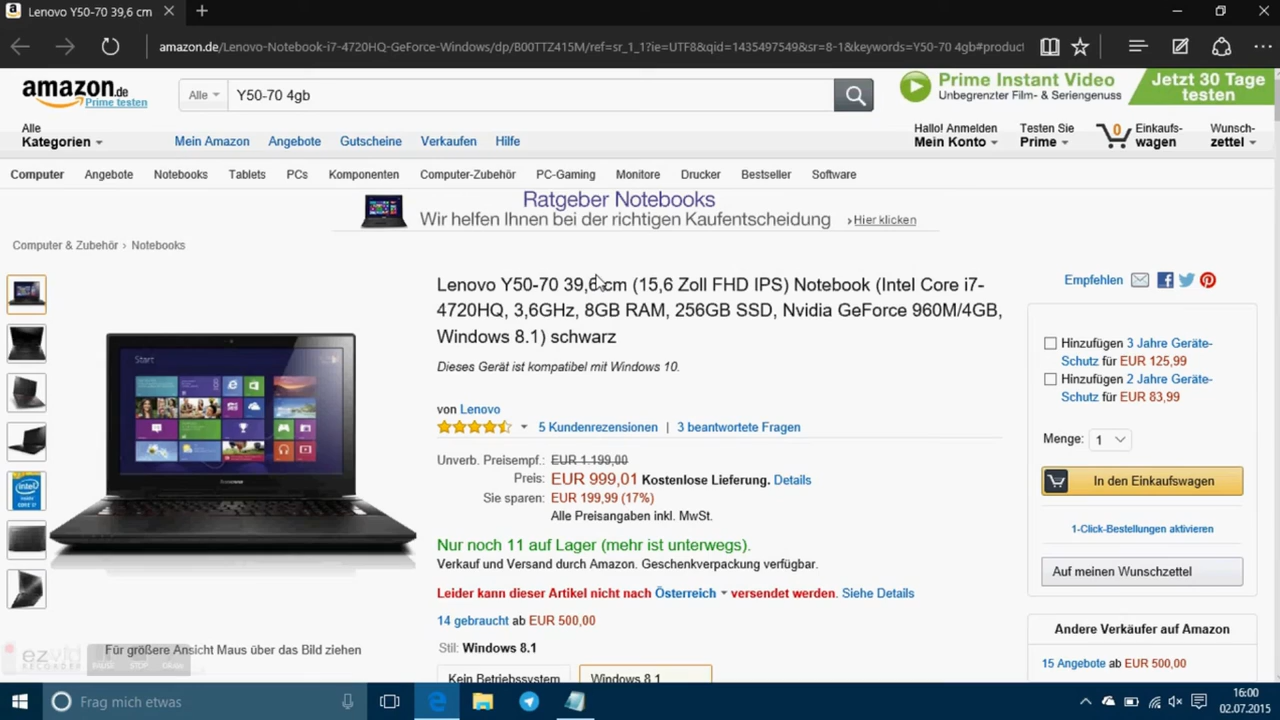 Lenovo Y50-70 39,6 cm
amazon.de/Lenovo-Notebook-i7-4720HQ-GeForce-Windows/dp/B00TTZ415M/ref=sr_1_1?ie=UTF8&qid=1435497549&sr=8-1&keywords=Y50-70 4gb#product
amazon.de
Prime testen
Alle
Y50-70 4gb
Prime Instant Video
Unbegrenzter Film- & Seriengenuss
Jetzt 30 Tage
testen
Alle
Kategorien
Mein Amazon Angebote Gutscheine Verkaufen Hilfe
Hallo! Anmelden
Mein Konto
Testen Sie
Prime
0
Einkaufs-
wagen
Wunsch-
zettel
Computer Angebote Notebooks Tablets PCs Komponenten Computer-Zubehör PC-Gaming Monitore Drucker Bestseller Software
Ratgeber Notebooks
Wir helfen Ihnen bei der richtigen Kaufentscheidung ›Hier klicken
Computer & Zubehör › Notebooks
Lenovo Y50-70 39,6 cm (15,6 Zoll FHD IPS) Notebook (Intel Core i7-
4720HQ, 3,6GHz, 8GB RAM, 256GB SSD, Nvidia GeForce 960M/4GB,
Windows 8.1) schwarz
Dieses Gerät ist kompatibel mit Windows 10.
von Lenovo
5 Kundenrezensionen | 3 beantwortete Fragen
Unverb. Preisempf.: EUR 1.199,00
Preis: EUR 999,01 Kostenlose Lieferung. Details
Sie sparen: EUR 199,99 (17%)
Alle Preisangaben inkl. MwSt.
Nur noch 11 auf Lager (mehr ist unterwegs).
Verkauf und Versand durch Amazon. Geschenkverpackung verfügbar.
Leider kann dieser Artikel nicht nach Österreich versendet werden. Siehe Details
14 gebraucht ab EUR 500,00
Stil: Windows 8.1
Kein Betriebssystem
Windows 8.1
Start
intel
Für größere Ansicht Maus über das Bild ziehen
ezvid
RECORDER
STOP
Empfehlen
Hinzufügen 3 Jahre Geräte-
Schutz für EUR 125,99
Hinzufügen 2 Jahre Geräte-
Schutz für EUR 83,99
Menge: 1
In den Einkaufswagen
1-Click-Bestellungen aktivieren
Auf meinen Wunschzettel
Andere Verkäufer auf Amazon
15 Angebote ab EUR 500,00
Frag mich etwas
16:00
02.07.2015